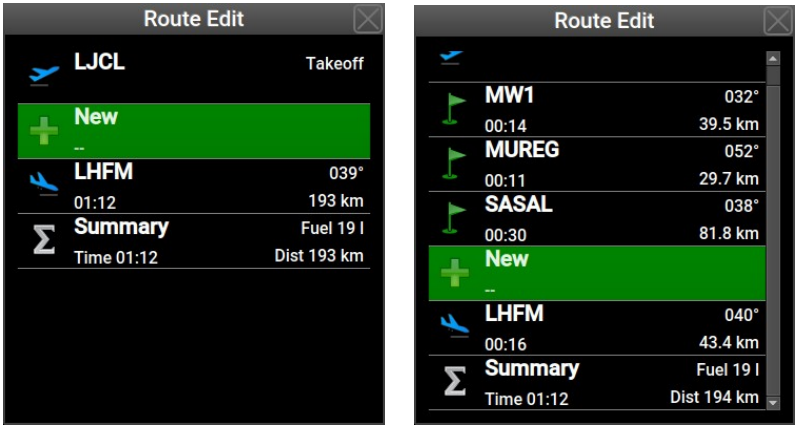 Route Edit
LJCL Takeoff
New
--
LHFM 039°
01:12 193 km
Summary Fuel 19 l
Time 01:12 Dist 193 km
Route Edit
MW1 032°
00:14 39.5 km
MUREG 052°
00:11 29.7 km
SASAL 038°
00:30 81.8 km
New
--
LHFM 040°
00:16 43.4 km
Summary Fuel 19 l
Time 01:12 Dist 194 km